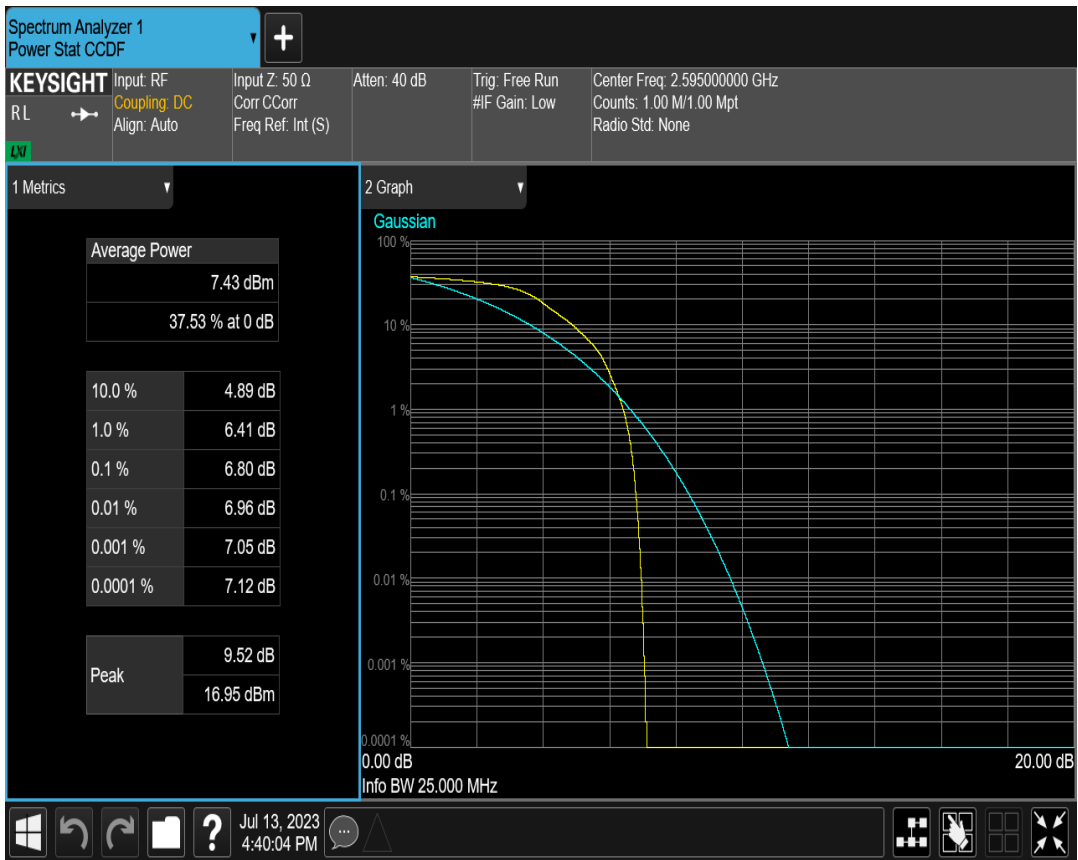 Spectrum Analyzer 1
Power Stat CCDF
KEYSIGHT
RL
LXI
Input: RF
Coupling: DC
Align: Auto
Input Z: 50 Ω
Corr CCorr
Freq Ref: Int (S)
Atten: 40 dB
Trig: Free Run
#IF Gain: Low
Center Freq: 2.595000000 GHz
Counts: 1.00 M/1.00 Mpt
Radio Std: None
1 Metrics
Average Power
7.43 dBm
37.53 % at 0 dB
10.0 % 4.89 dB
1.0 % 6.41 dB
0.1 % 6.80 dB
0.01 % 6.96 dB
0.001 % 7.05 dB
0.0001 % 7.12 dB
Peak
9.52 dB
16.95 dBm
2 Graph
Gaussian
100 %
10 %
1 %
0.1 %
0.01 %
0.001 %
0.0001 %
0.00 dB 20.00 dB
Info BW 25.000 MHz
Jul 13, 2023
4:40:04 PM